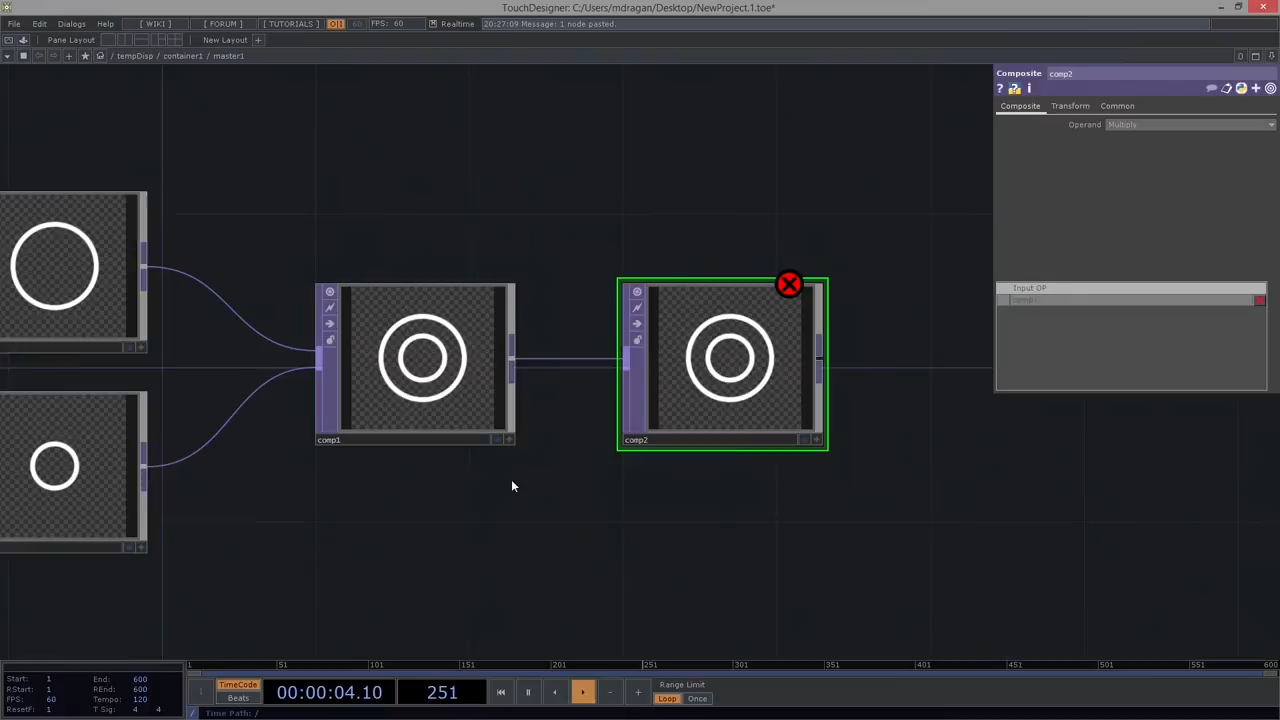 TouchDesigner: C:/Users/mdragan/Desktop/NewProject.1.toe*
File Edit Dialogs Help [ WIKI ] [ FORUM ] [ TUTORIALS ] O|I 60 FPS: 60 Realtime 20:27:09 Message: 1 node pasted.
Pane Layout New Layout +
/ tempDisp / container1 / master1
Composite comp2
Composite Transform Common
Operand Multiply
Input OP
comp1
comp2
1 51 101 151 201 251 301 351 401 451 501 551 600
Start: 1 End: 600
RStart: 1 REnd: 600
FPS: 60 Tempo: 120
ResetF: 1 T Sig: 4 4
TimeCode
Beats
00:00:04.10
251
Range Limit
Loop Once
/ Time Path: /